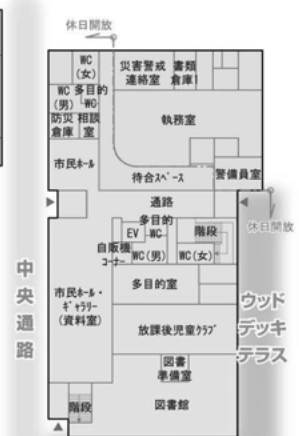 休日開放
WC
(女)
災害警戒
連絡室
書類
倉庫1
WC
(男)
多目的
WC
防災
倉庫
相談
室
執務室
市民ﾎｰﾙ
待合ｽﾍﾟｰｽ
警備員室
通路
休日開放
多目的
WC
EV
階段
自販機
ｺｰﾅｰ
WC(男)
WC(女)
多目的室
市民ﾎｰﾙ・
ｷﾞｬﾗﾘｰ
(資料室)
放課後児童ｸﾗﾌﾞ
図書
準備室
階段
図書館
中央通路
ウッド
デッキ
テラス